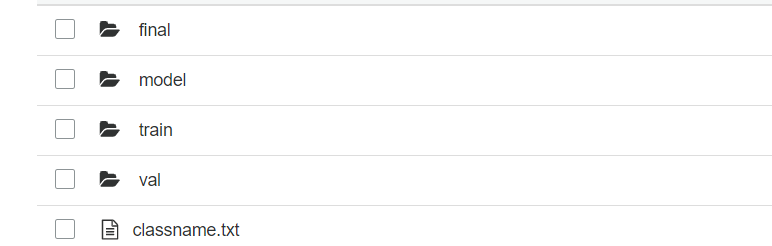 final
model
train
val
classname.txt